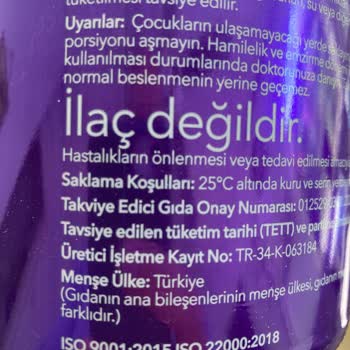 tüketilmesi tavsiye edilir.
Uyarılar: Çocukların ulaşamayacağı yerde
porsiyonu aşmayın. Hamilelik ve emzirme
kullanılması durumlarında doktorunuza danışın.
normal beslenmenin yerine geçemez.
İlaç değildir.
Hastalıkların önlenmesi veya tedavi edilmesi
Saklama Koşulları: 25°C altında kuru ve serin
Takviye Edici Gıda Onay Numarası:
Tavsiye edilen tüketim tarihi (TETT) ve
Üretici İşletme Kayıt No: TR-34-K-063184
Menşe Ülke: Türkiye
(Gıdanın ana bileşenlerinin menşe ülkesi, gıdanın
farklıdır.)
ISO 9001:2015 ISO 22000:2018